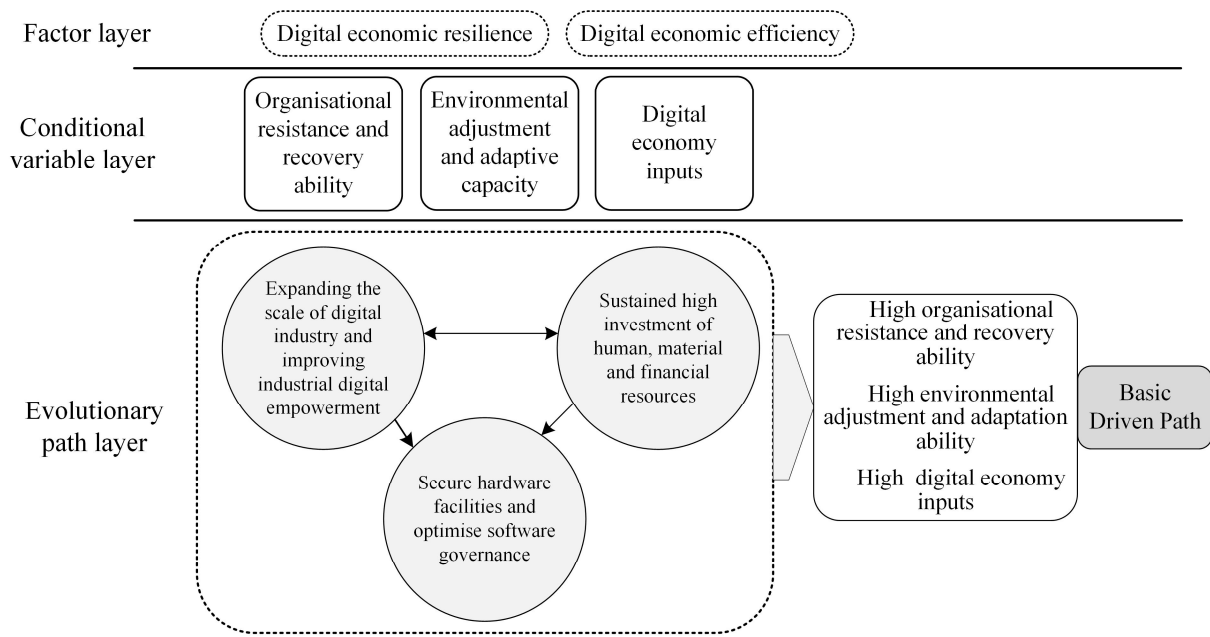 Factor layer
Digital economic resilience
Digital economic efficiency
Conditional
variable layer
Organisational
resistance and
recovery
ability
Environmental
adjustment
and adaptive
capacity
Digital
economy
inputs
Evolutionary
path layer
Expanding the
scale of digital
industry and
improving
industrial digital
empowerment
Sustained high
investment of
human, material
and financial
resources
Secure hardware
facilities and
optimise software
governance
High organisational
resistance and recovery
ability
High environmental
adjustment and adaptation
ability
High digital economy
inputs
Basic
Driven Path